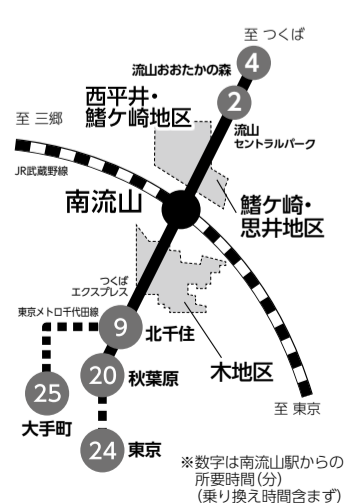 至 つくば
4
流山おおたかの森
2
流山
セントラルパーク
西平井・
鰭ケ崎地区
至 三郷
JR武蔵野線
南流山
鰭ケ崎・
思井地区
つくば
エクスプレス
東京メトロ千代田線
9
北千住
木地区
20
秋葉原
25
大手町
至 東京
24
東京
※数字は南流山駅からの
所要時間(分)
(乗り換え時間含まず)